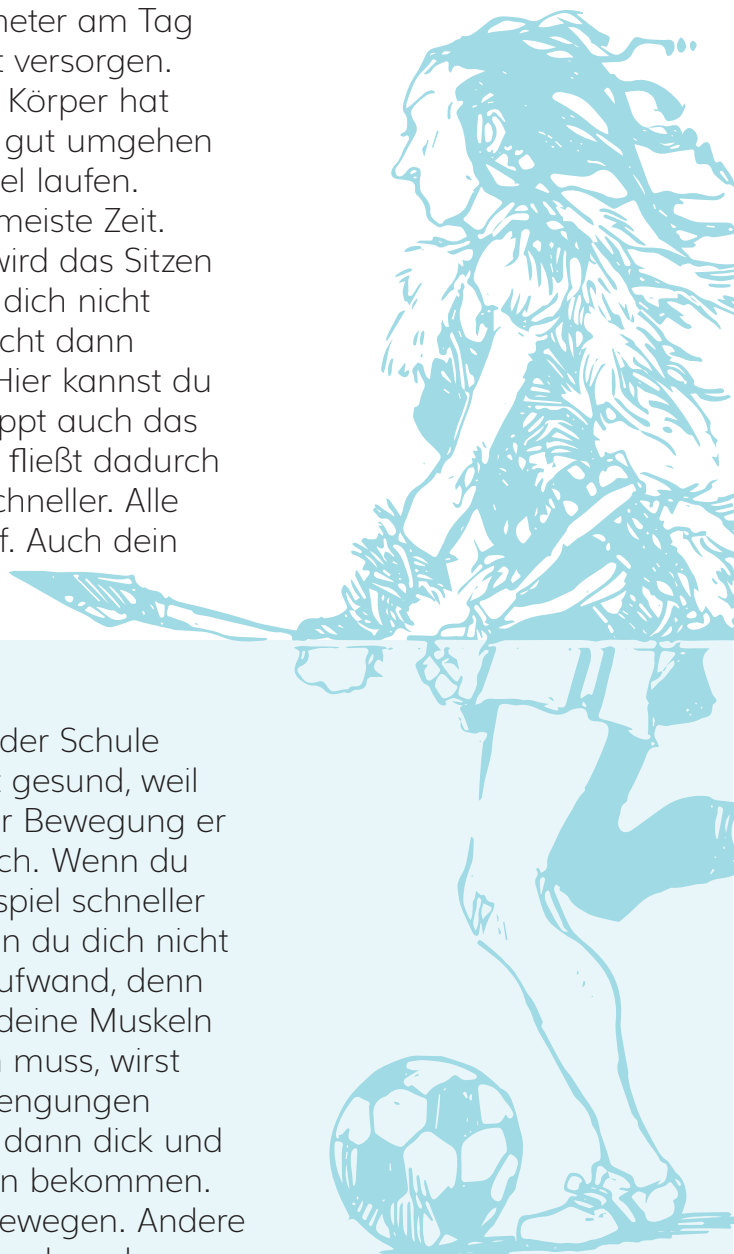 neter am Tag
t versorgen.
Körper hat
gut umgehen
el laufen.
meiste Zeit.
wird das Sitzen
dich nicht
cht dann
Hier kannst du
ppt auch das
fließt dadurch
chneller. Alle
f. Auch dein
der Schule
t gesund, weil
r Bewegung er
ch. Wenn du
spiel schneller
n du dich nicht
ufwand, denn
deine Muskeln
n muss, wirst
engungen
dann dick und
n bekommen.
ewegen. Andere